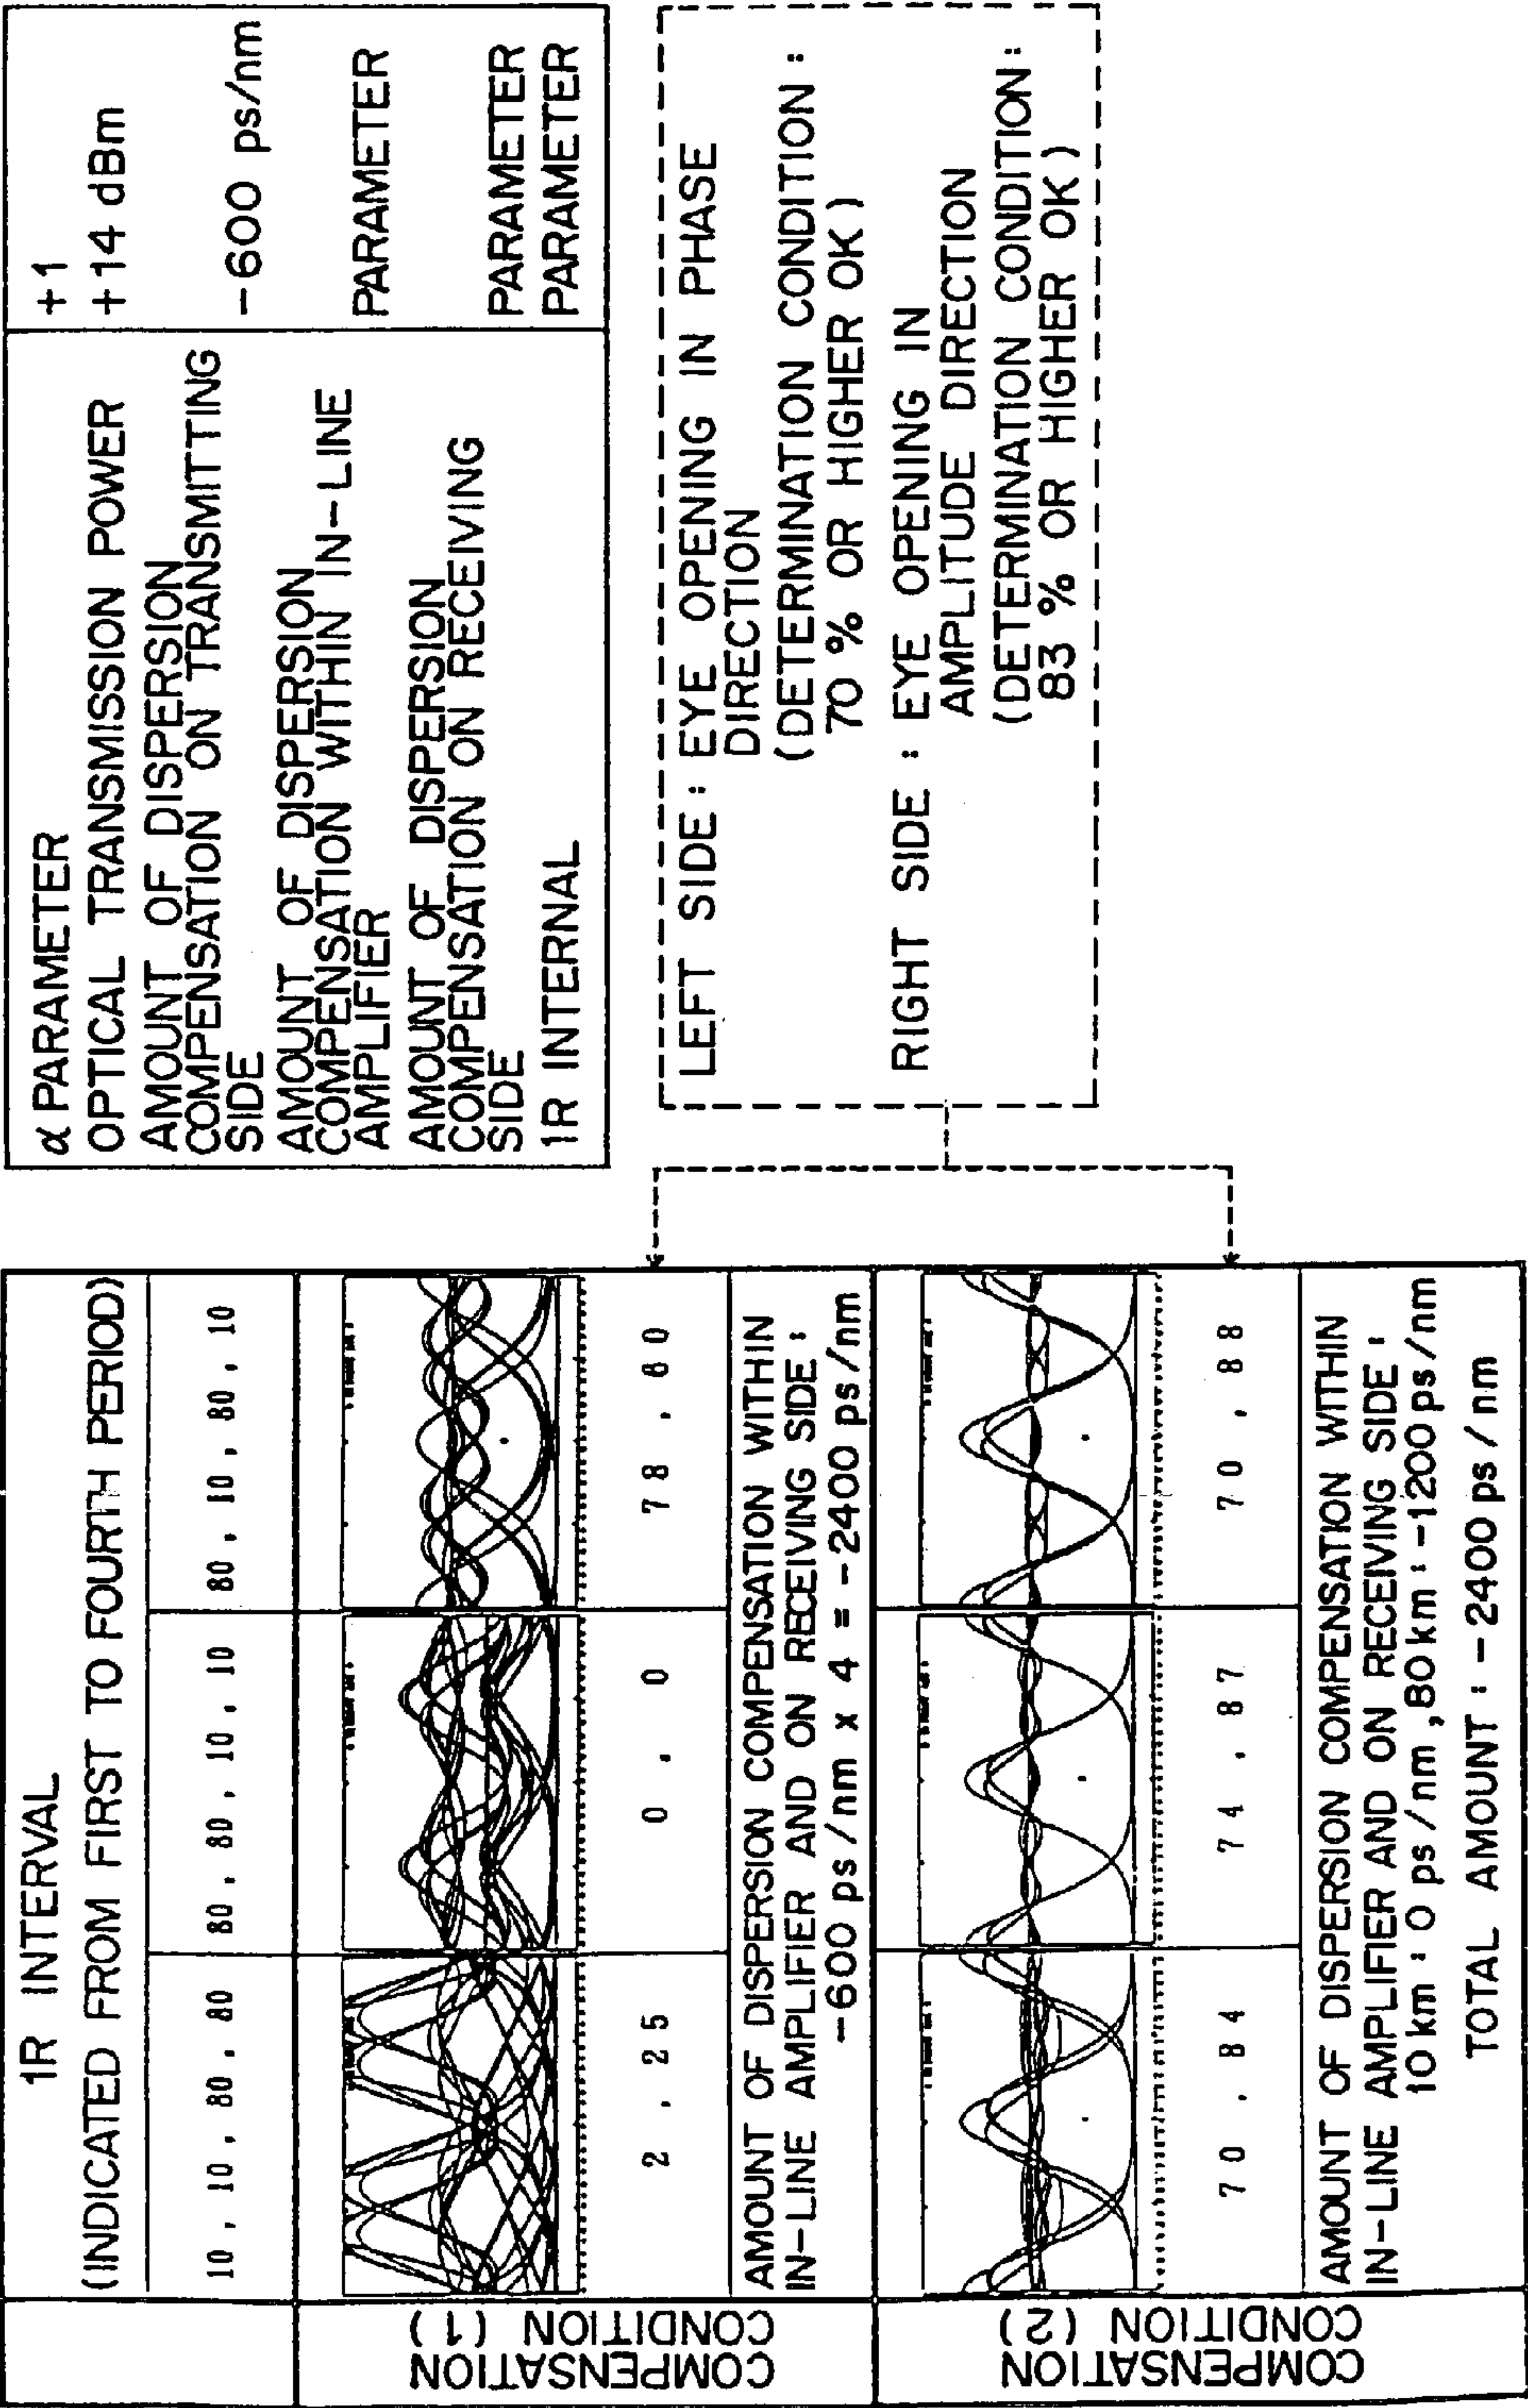 1R INTERVAL
(INDICATED FROM FIRST TO FOURTH PERIOD)
10 , 10 , 80 , 80
80 , 80 , 10 , 10
80 , 10 , 80 , 10
COMPENSATION
CONDITION (1)
2 , 25
0 , 0
78 , 60
AMOUNT OF DISPERSION COMPENSATION WITHIN
IN-LINE AMPLIFIER AND ON RECEIVING SIDE :
-600 ps/nm x 4 = -2400 ps/nm
COMPENSATION
CONDITION (2)
70 , 84
74 , 87
70 , 88
AMOUNT OF DISPERSION COMPENSATION WITHIN
IN-LINE AMPLIFIER AND ON RECEIVING SIDE :
10 km : 0 ps/nm , 80 km : -1200 ps/nm
TOTAL AMOUNT : -2400 ps/nm
α PARAMETER +1
OPTICAL TRANSMISSION POWER +14 dBm
AMOUNT OF DISPERSION
COMPENSATION ON TRANSMITTING
SIDE -600 ps/nm
AMOUNT OF DISPERSION
COMPENSATION WITHIN IN-LINE
AMPLIFIER PARAMETER
AMOUNT OF DISPERSION
COMPENSATION ON RECEIVING
SIDE PARAMETER
1R INTERNAL PARAMETER
LEFT SIDE : EYE OPENING IN PHASE
DIRECTION
(DETERMINATION CONDITION :
70 % OR HIGHER OK)
RIGHT SIDE : EYE OPENING IN
AMPLITUDE DIRECTION
(DETERMINATION CONDITION :
83 % OR HIGHER OK)